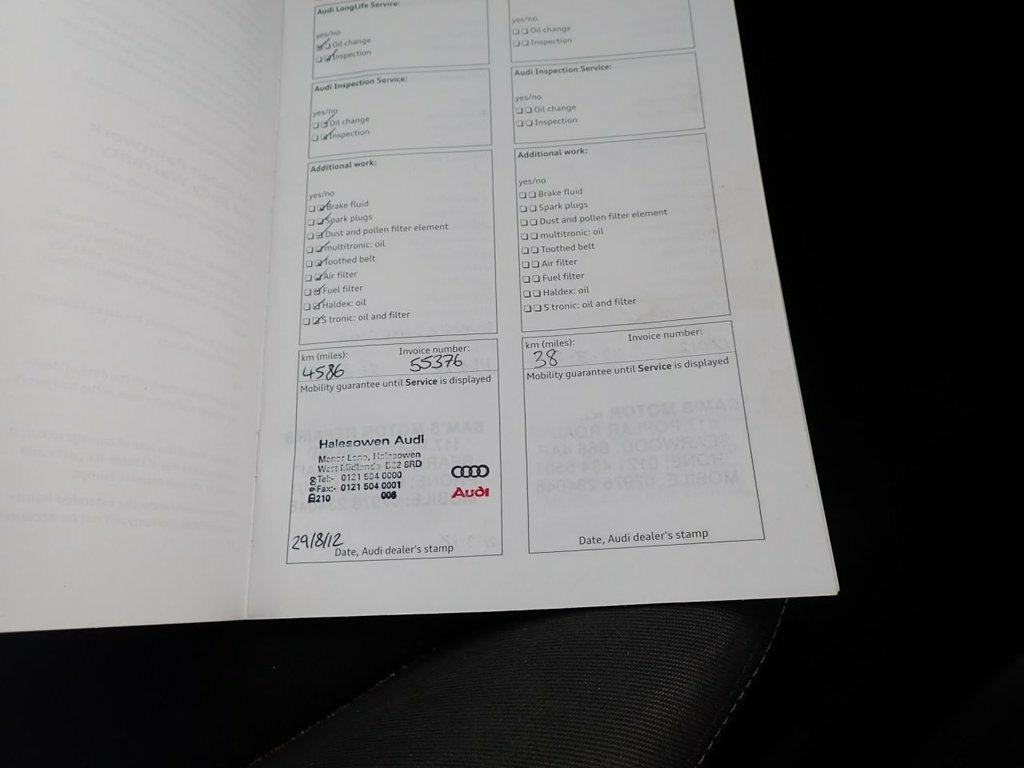 Audi LongLife Service:
yes/no
Oil change
Inspection
Audi Inspection Service:
yes/no
Oil change
Inspection
Additional work:
yes/no
Brake fluid
Spark plugs
Dust and pollen filter element
multitronic: oil
Toothed belt
Air filter
Fuel filter
Haldex: oil
S tronic: oil and filter
km (miles):
4586
Invoice number:
55376
Mobility guarantee until Service is displayed
Halesowen Audi
Manor Lane, Halesowen
West Midlands B62 8RD
Tel:- 0121 504 0000
Fax:- 0121 504 0001
006
Audi
29/8/12
Date, Audi dealer's stamp
yes/no
Oil change
Inspection
Audi Inspection Service:
yes/no
Oil change
Inspection
Additional work:
yes/no
Brake fluid
Spark plugs
Dust and pollen filter element
multitronic: oil
Toothed belt
Air filter
Fuel filter
Haldex: oil
S tronic: oil and filter
km (miles):
38
Invoice number:
Mobility guarantee until Service is displayed
Date, Audi dealer's stamp